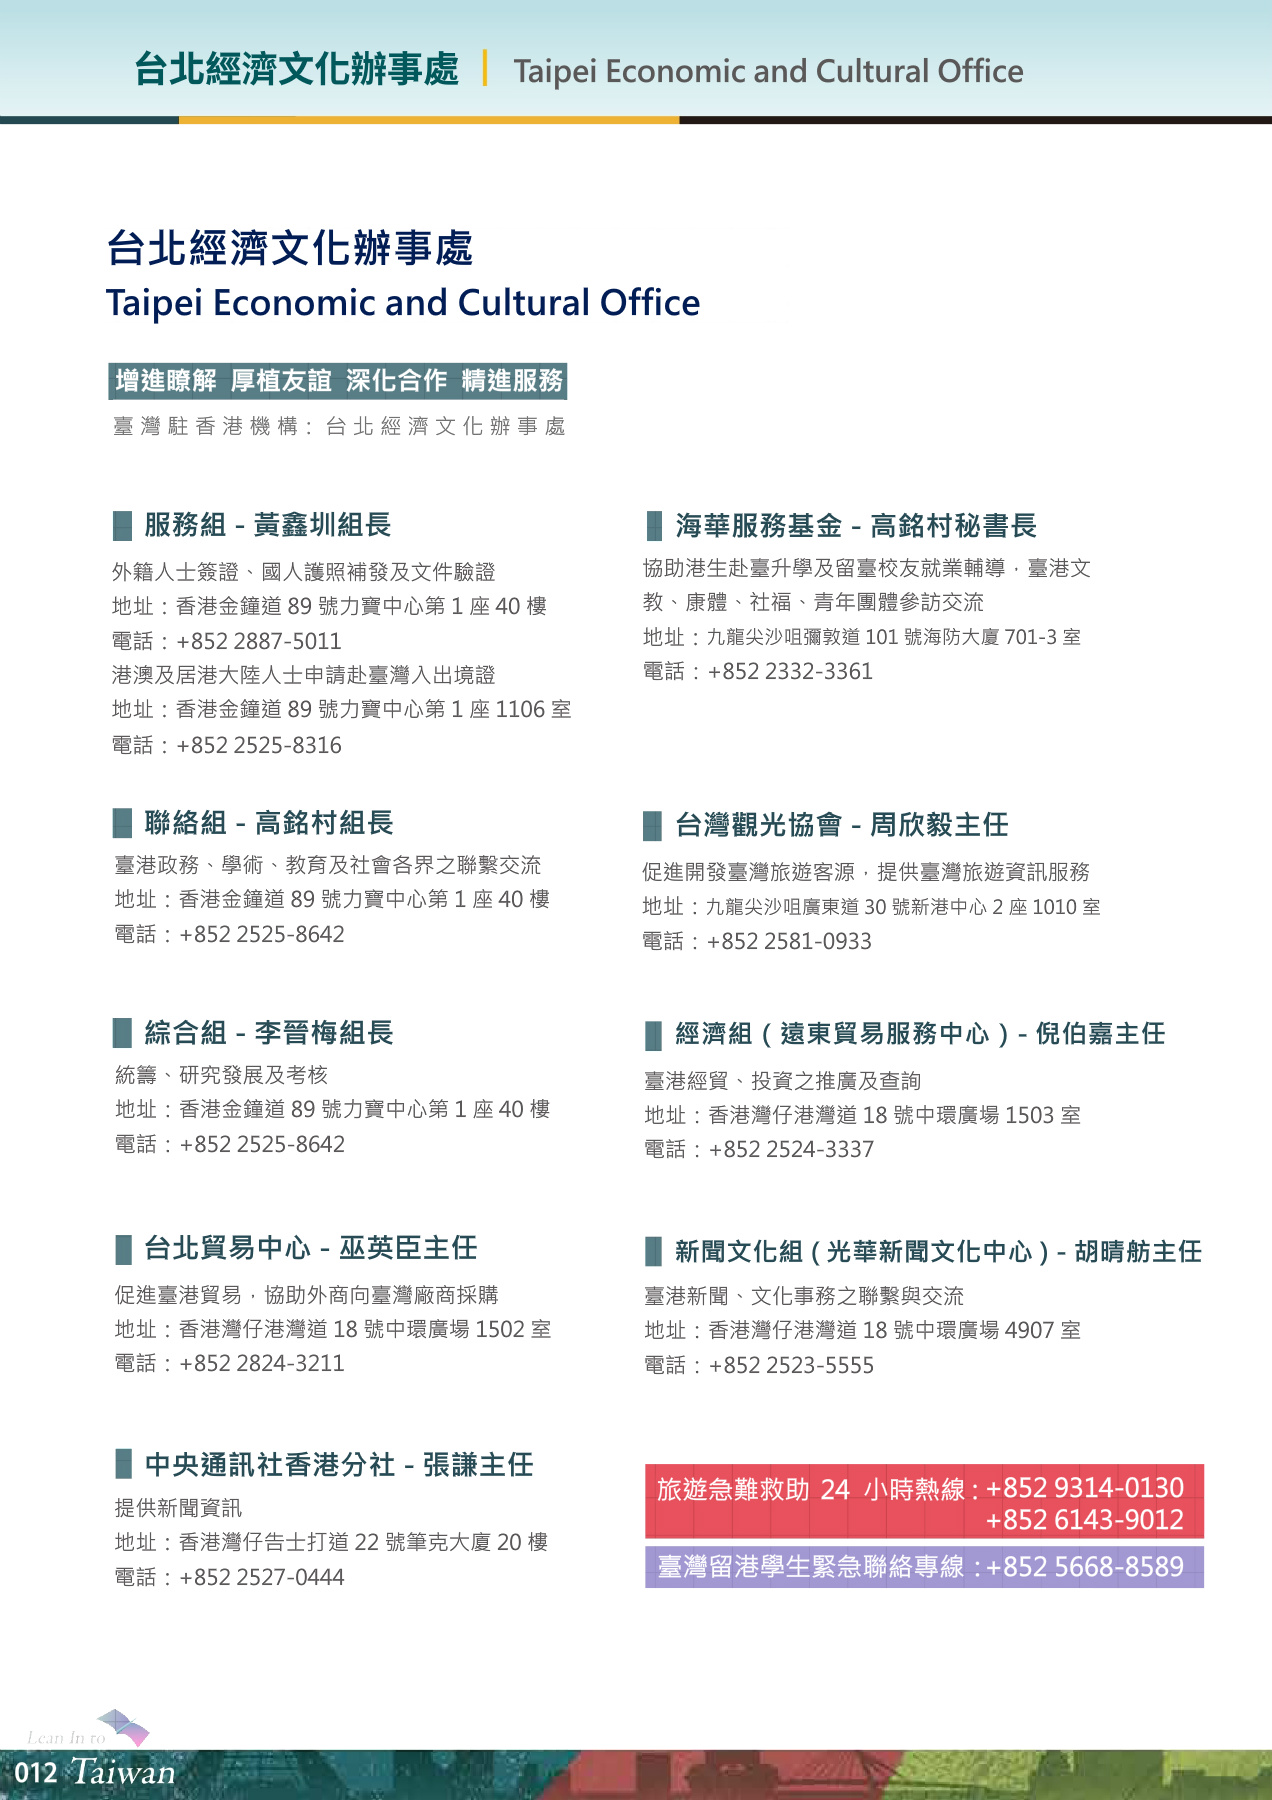 台北經濟文化辦事處 Taipei Economic and Cultural Office
台北經濟文化辦事處
Taipei Economic and Cultural Office
增進瞭解 厚植友誼 深化合作 精進服務
臺灣駐香港機構：台北經濟文化辦事處
服務組 - 黃鑫圳組長
外籍人士簽證、國人護照補發及文件驗證
地址：香港金鐘道 89 號力寶中心第 1 座 40 樓
電話：+852 2887-5011
港澳及居港大陸人士申請赴臺灣入出境證
地址：香港金鐘道 89 號力寶中心第 1 座 1106 室
電話：+852 2525-8316
聯絡組 - 高銘村組長
臺港政務、學術、教育及社會各界之聯繫交流
地址：香港金鐘道 89 號力寶中心第 1 座 40 樓
電話：+852 2525-8642
綜合組 - 李晉梅組長
統籌、研究發展及考核
地址：香港金鐘道 89 號力寶中心第 1 座 40 樓
電話：+852 2525-8642
台北貿易中心 - 巫英臣主任
促進臺港貿易，協助外商向臺灣廠商採購
地址：香港灣仔港灣道 18 號中環廣場 1502 室
電話：+852 2824-3211
中央通訊社香港分社 - 張謙主任
提供新聞資訊
地址：香港灣仔告士打道 22 號筆克大廈 20 樓
電話：+852 2527-0444
海華服務基金 - 高銘村秘書長
協助港生赴臺升學及留臺校友就業輔導，臺港文
教、康體、社福、青年團體參訪交流
地址：九龍尖沙咀彌敦道 101 號海防大廈 701-3 室
電話：+852 2332-3361
台灣觀光協會 - 周欣毅主任
促進開發臺灣旅遊客源，提供臺灣旅遊資訊服務
地址：九龍尖沙咀廣東道 30 號新港中心 2 座 1010 室
電話：+852 2581-0933
經濟組 ( 遠東貿易服務中心 ) - 倪伯嘉主任
臺港經貿、投資之推廣及查詢
地址：香港灣仔港灣道 18 號中環廣場 1503 室
電話：+852 2524-3337
新聞文化組 ( 光華新聞文化中心 ) - 胡晴舫主任
臺港新聞、文化事務之聯繫與交流
地址：香港灣仔港灣道 18 號中環廣場 4907 室
電話：+852 2523-5555
旅遊急難救助 24 小時熱線：+852 9314-0130
+852 6143-9012
臺灣留港學生緊急聯絡專線：+852 5668-8589
Lean In to
012 Taiwan